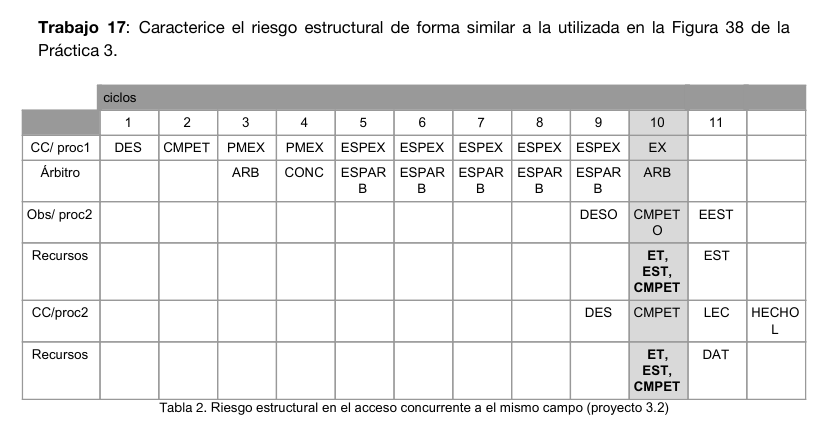 Trabajo 17: Caracterice el riesgo estructural de forma similar a la utilizada en la Figura 38 de la
Práctica 3.
ciclos
1 2 3 4 5 6 7 8 9 10 11
CC/ proc1 DES CMPET PMEX PMEX ESPEX ESPEX ESPEX ESPEX ESPEX EX
Árbitro ARB CONC ESPAR ESPAR ESPAR ESPAR ESPAR ARB
B B B B B
Obs/ proc2 DESO CMPET EEST
O
Recursos ET, EST
EST,
CMPET
CC/proc2 DES CMPET LEC HECHO
L
Recursos ET, DAT
EST,
CMPET
Tabla 2. Riesgo estructural en el acceso concurrente a el mismo campo (proyecto 3.2)